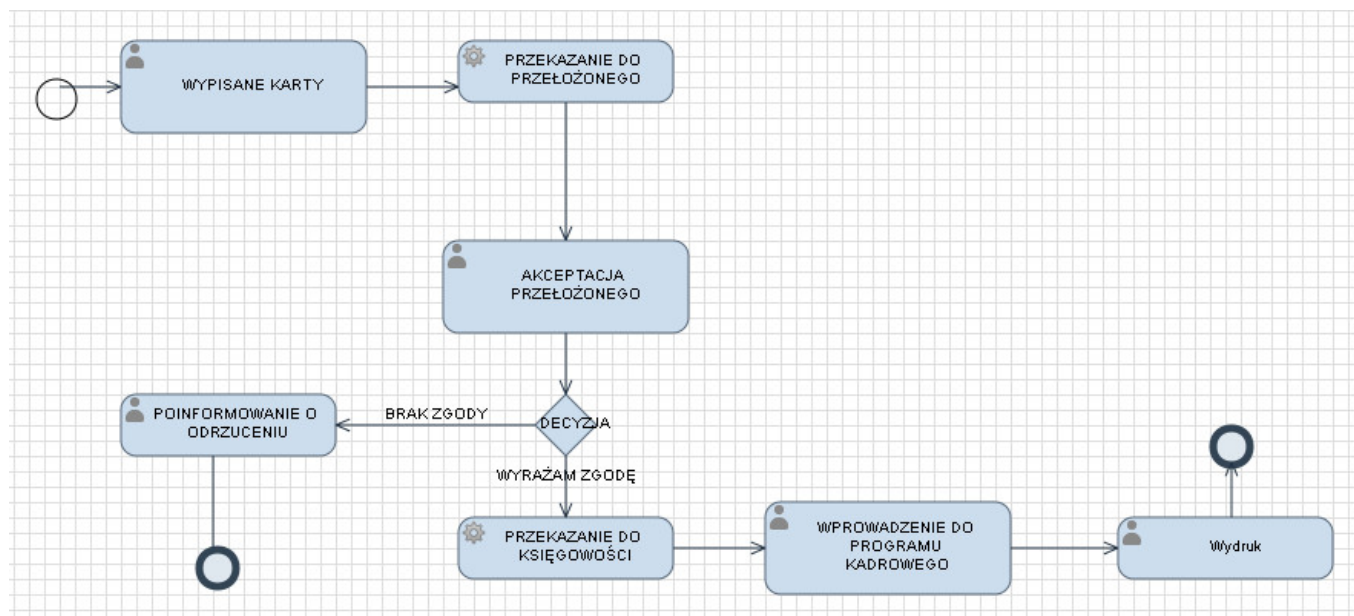 WYPISANE KARTY
PRZEKAZANIE DO
PRZEŁOŻONEGO
AKCEPTACJA
PRZEŁOŻONEGO
POINFORMOWANIE O
ODRZUCENIU
BRAK ZGODY
DECYZJA
WYRAŻAM ZGODĘ
PRZEKAZANIE DO
KSIĘGOWOŚCI
WPROWADZENIE DO
PROGRAMU
KADROWEGO
Wydruk